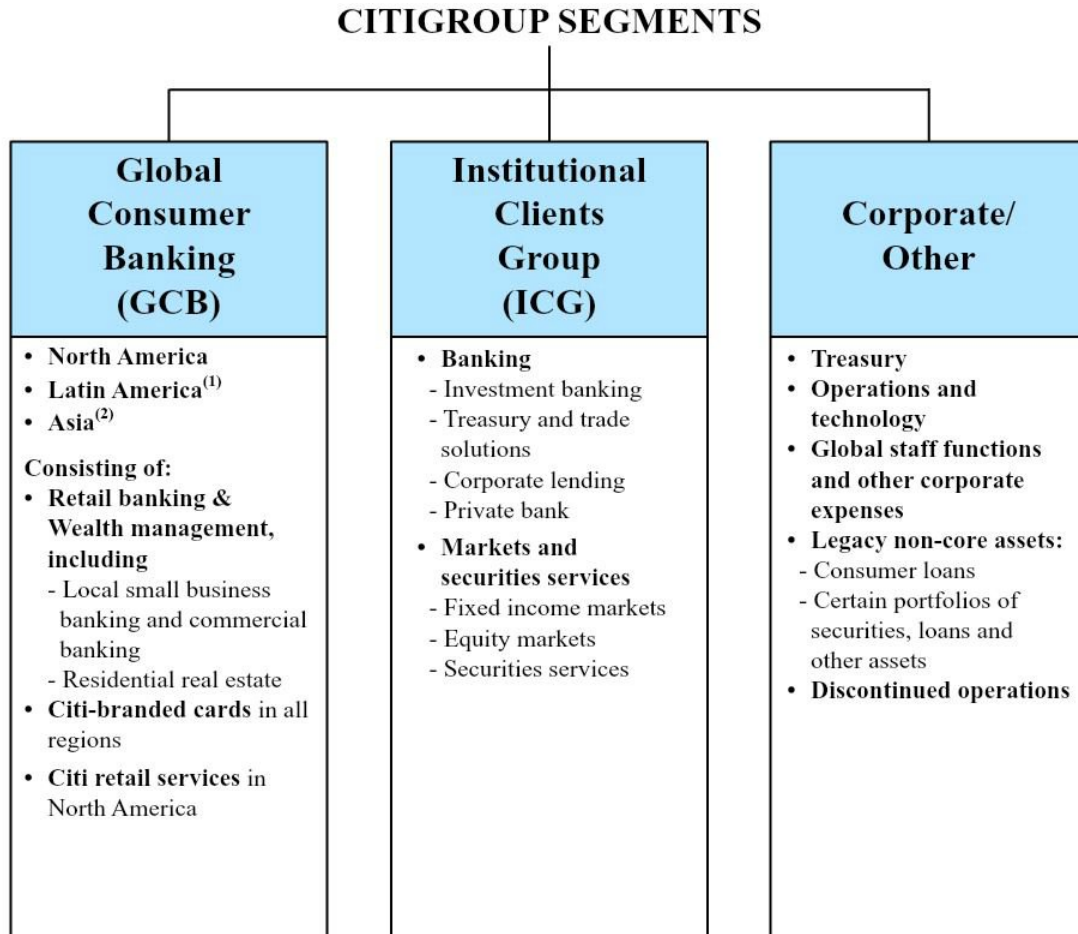 CITIGROUP SEGMENTS
Global
Consumer
Banking
(GCB)
• North America
• Latin America(1)
• Asia(2)
Consisting of:
• Retail banking &
Wealth management,
including
- Local small business
banking and commercial
banking
- Residential real estate
• Citi-branded cards in all
regions
• Citi retail services in
North America
Institutional
Clients
Group
(ICG)
• Banking
- Investment banking
- Treasury and trade
solutions
- Corporate lending
- Private bank
• Markets and
securities services
- Fixed income markets
- Equity markets
- Securities services
Corporate/
Other
• Treasury
• Operations and
technology
• Global staff functions
and other corporate
expenses
• Legacy non-core assets:
- Consumer loans
- Certain portfolios of
securities, loans and
other assets
• Discontinued operations